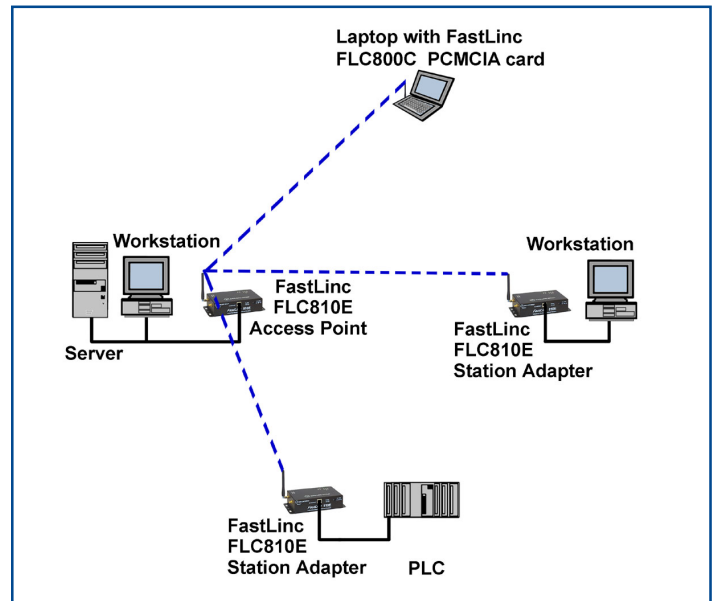 Laptop with FastLinc
FLC800C PCMCIA card
Workstation
Workstation
FastLinc
FLC810E
Access Point
Server
FastLinc
FLC810E
Station Adapter
FastLinc
FLC810E
Station Adapter
PLC